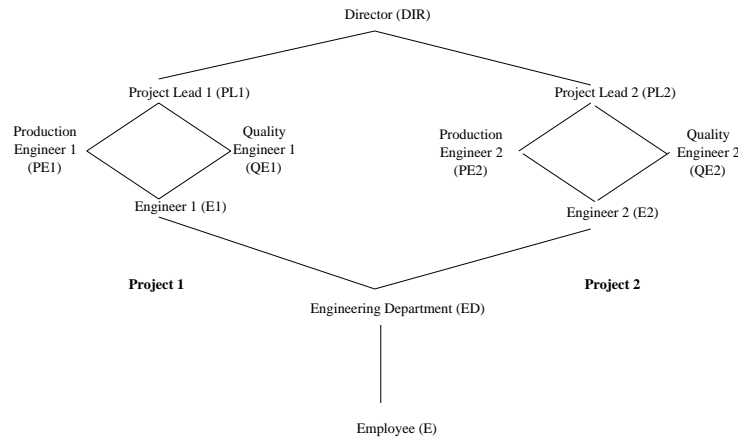 Director (DIR)
Project Lead 1 (PL1)
Project Lead 2 (PL2)
Production
Engineer 1
(PE1)
Quality
Engineer 1
(QE1)
Production
Engineer 2
(PE2)
Quality
Engineer 2
(QE2)
Engineer 1 (E1)
Engineer 2 (E2)
Project 1
Project 2
Engineering Department (ED)
Employee (E)